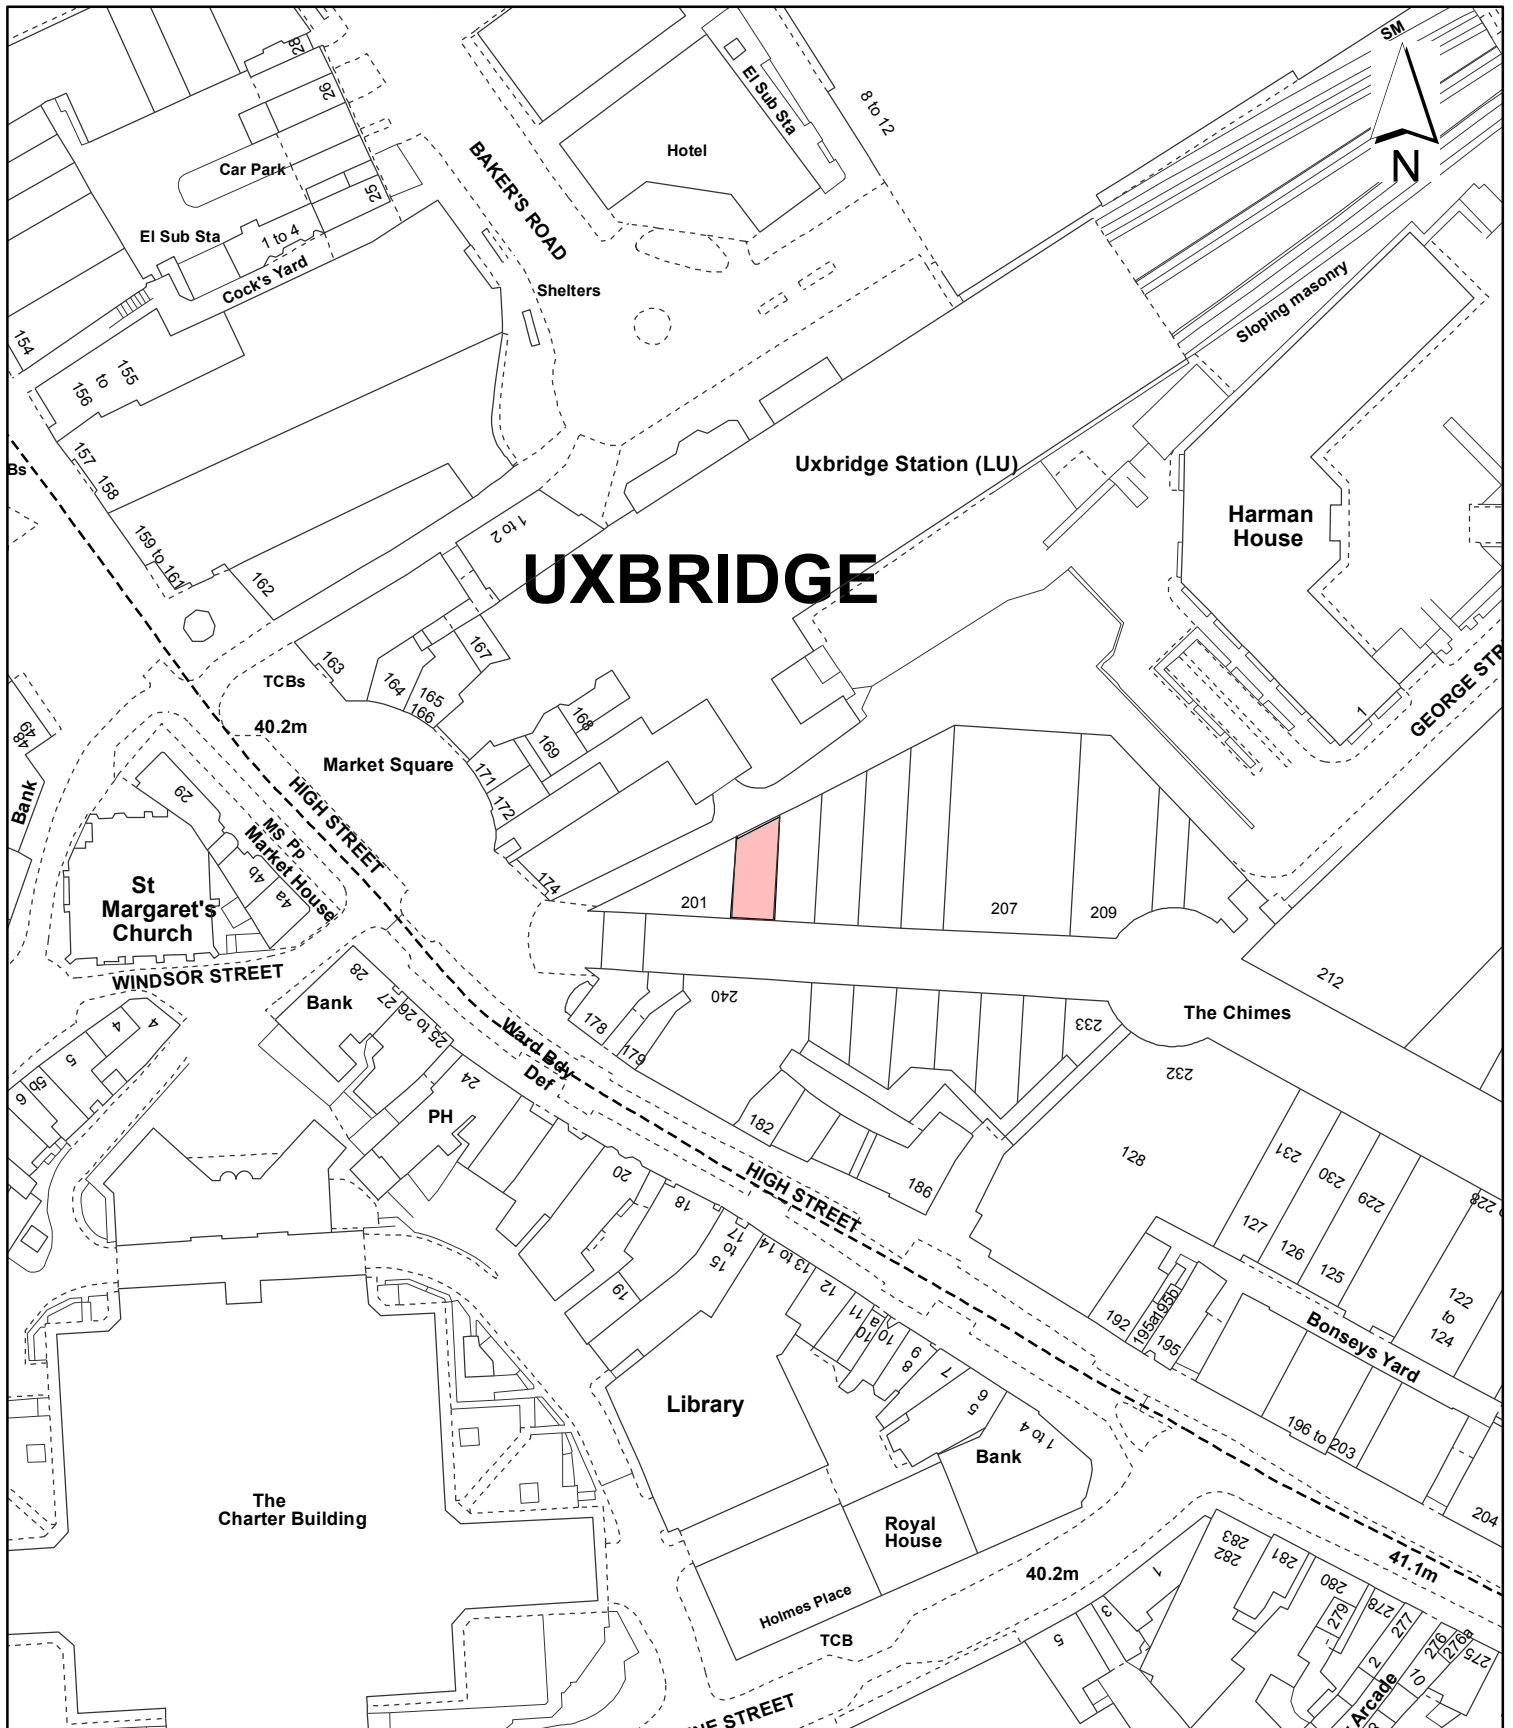 SM
N
28
26
25
Car Park
El Sub Sta
1 to 4
Cock's Yard
BAKER'S ROAD
Hotel
El Sub Sta
8 to 12
Shelters
Sloping masonry
154
155
to
156
157
158
159 to 161
162
Bs
1 to 2
Uxbridge Station (LU)
UXBRIDGE
Harman
House
1
GEORGE STR
163
164
165
166
167
168
169
171
172
174
TCBs
40.2m
Market Square
HIGH STREET
MS Pp
Market House
48
49
Bank
29
4b
4a
St
Margaret's
Church
WINDSOR STREET
201
207
209
212
The Chimes
28
Bank
27
25 to 26
24
PH
4
4
5
5b
6
Ward Bdy
Def
178
179
240
233
232
182
186
HIGH STREET
128
231
230
229
228
127
126
125
122
to
124
20
18
19
17
to
15
13 to 14
12
11
10
10a
9
8
7
6
5
1 to 4
192
195a
195b
195
Bonseys Yard
196 to 203
204
Library
Bank
Royal
House
Holmes Place
TCB
The
Charter Building
40.2m
41.1m
1
3
5
283
282
281
280
279
278
277
276
276a
275
2
10
Arcade
NE STREET